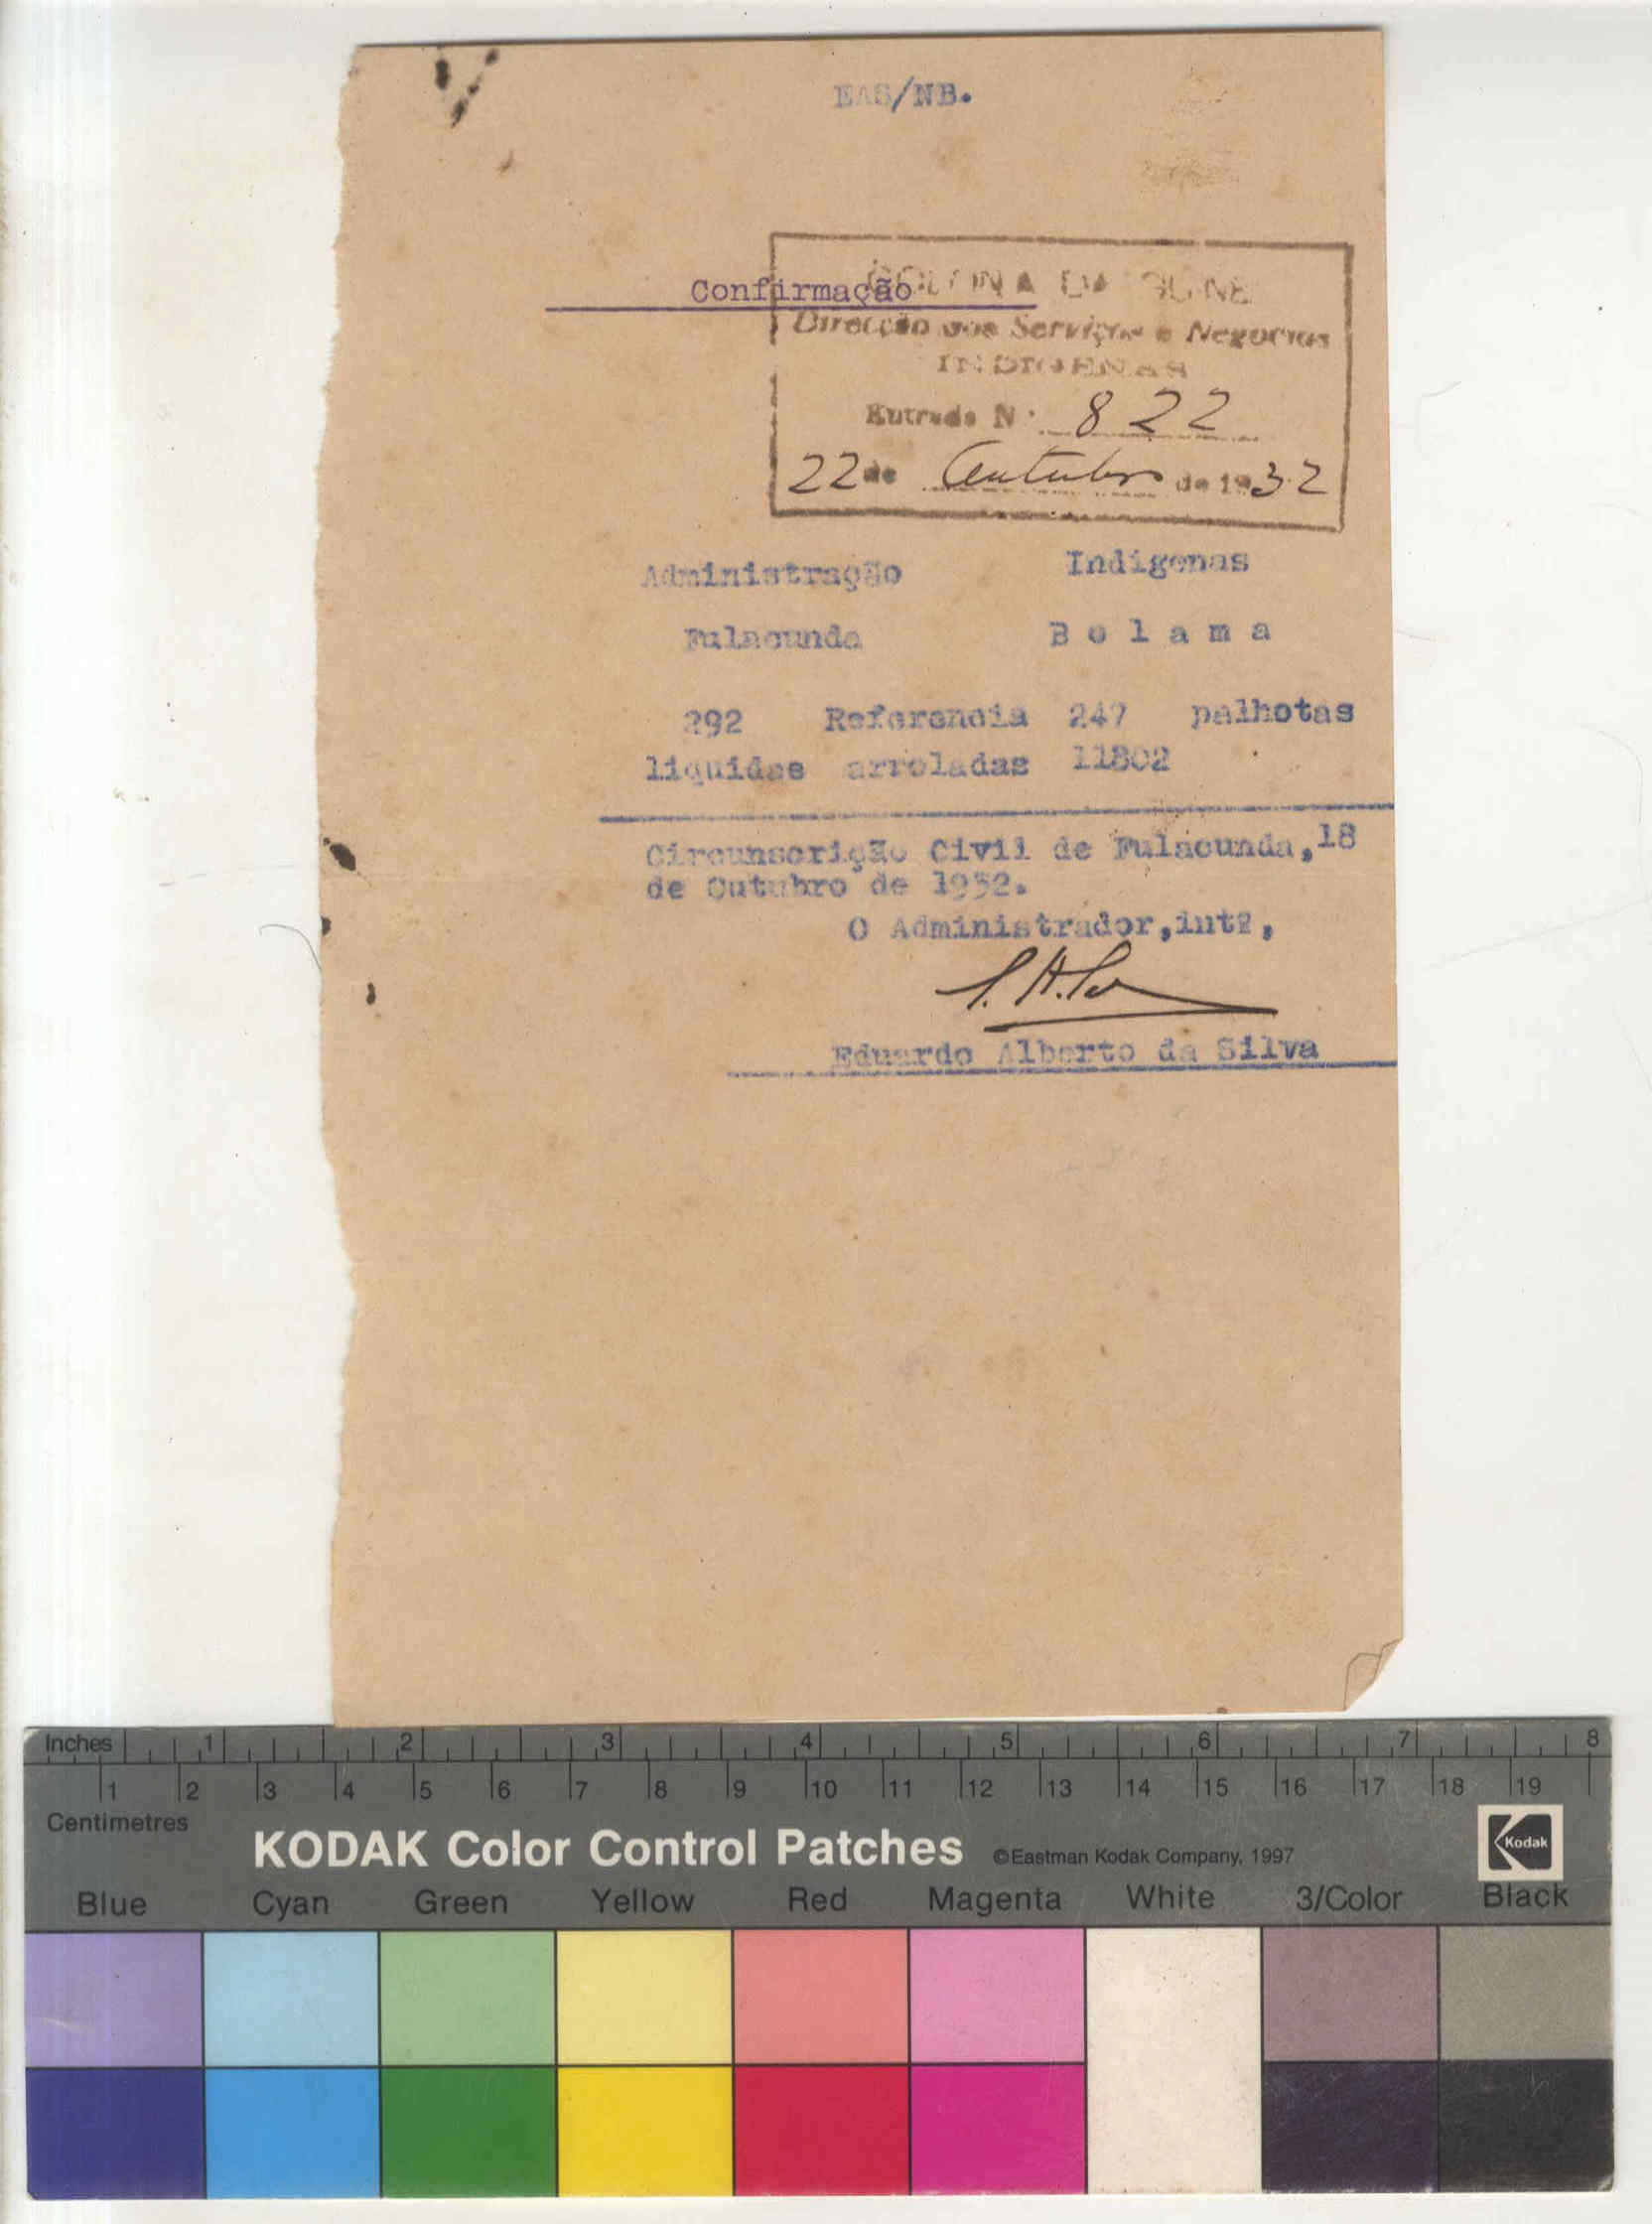 EAS/NB.
Confirmação
COLONIA DA GUINE
Direcção dos Serviços e Negocios
INDIGENAS
Entrada N.º 822
22 de Outubro de 1932
Administração Indigenas
Fulacunda Bolama
292 Referencia 247 palhotas
liquidas arroladas 11802
Circunscrição Civil de Fulacunda,18
de Outubro de 1932.
O Administrador,intº,
Eduardo Alberto da Silva
Inches 1 2 3 4 5 6 7 8
1 2 3 4 5 6 7 8 9 10 11 12 13 14 15 16 17 18 19
Centimetres
KODAK Color Control Patches ©Eastman Kodak Company, 1997 Kodak
Blue Cyan Green Yellow Red Magenta White 3/Color Black